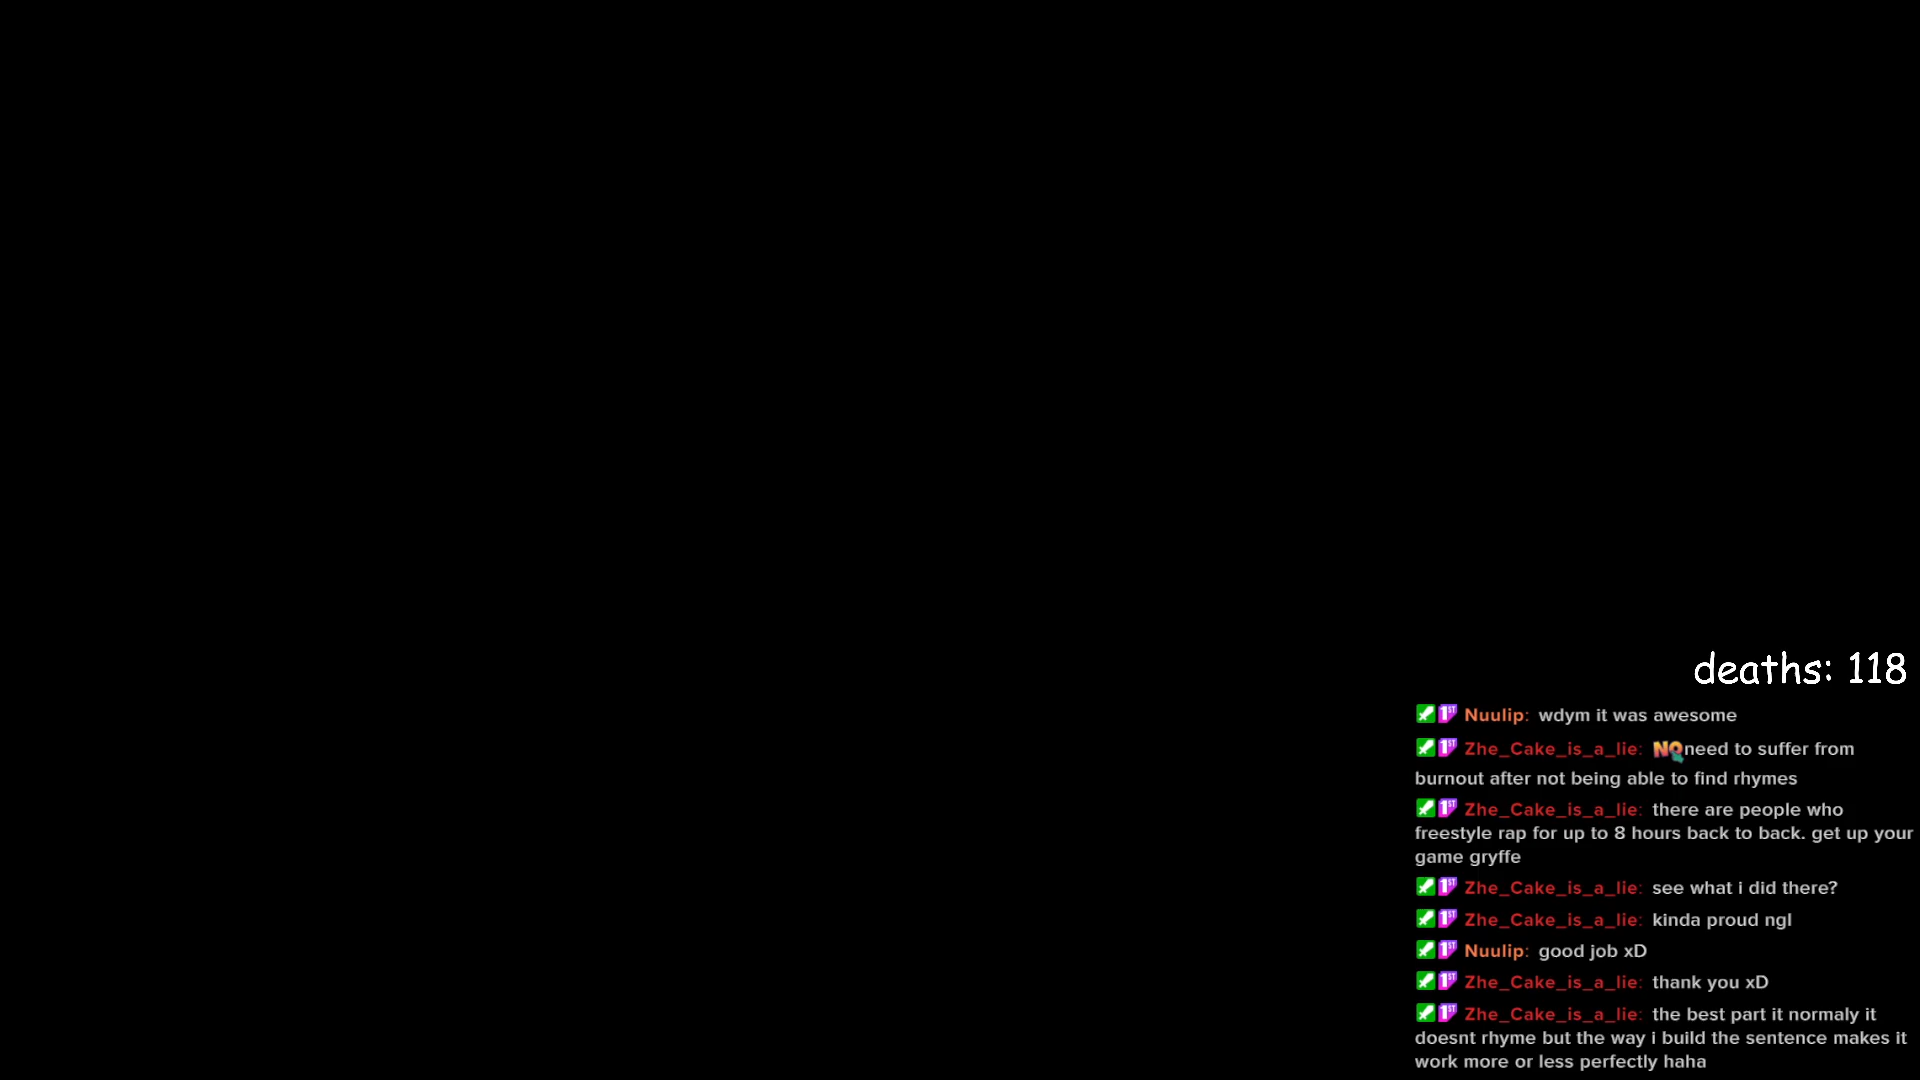 deaths: 118
Nuulip: wdym it was awesome
Zhe_Cake_is_a_lie: NO need to suffer from
burnout after not being able to find rhymes
Zhe_Cake_is_a_lie: there are people who
freestyle rap for up to 8 hours back to back. get up your
game gryffe
Zhe_Cake_is_a_lie: see what i did there?
Zhe_Cake_is_a_lie: kinda proud ngl
Nuulip: good job xD
Zhe_Cake_is_a_lie: thank you xD
Zhe_Cake_is_a_lie: the best part it normaly it
doesnt rhyme but the way i build the sentence makes it
work more or less perfectly haha